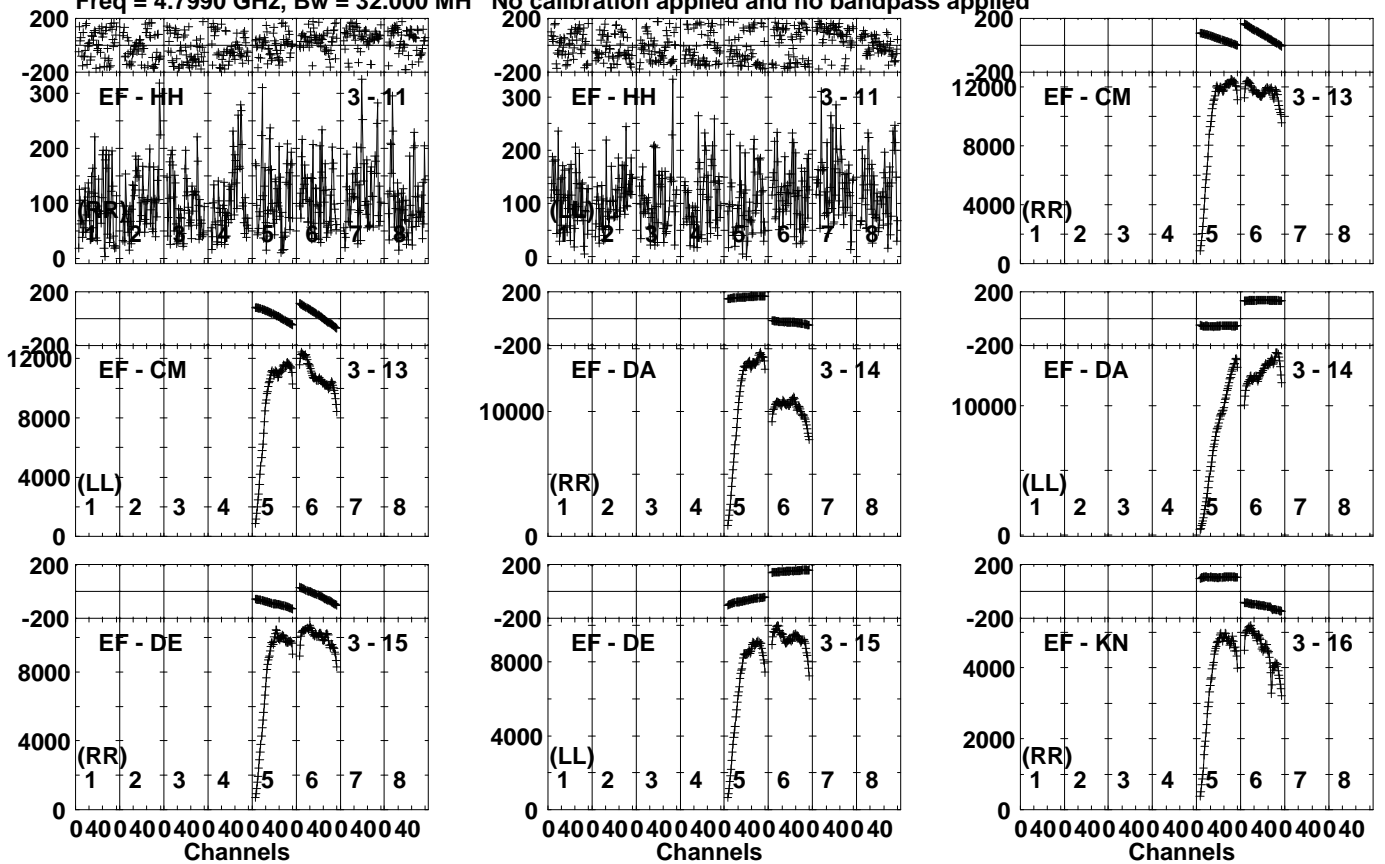 Freq = 4.7990 GHz, Bw = 32.000 MH No calibration applied and no bandpass applied
200
-200
EF - HH 3 - 11
300
200
100
0
(RR)
1 2 3 4 5 6 7 8
200
-200
EF - HH 3 - 11
300
200
100
0
(LL)
1 2 3 4 5 6 7 8
200
-200
EF - CM 3 - 13
12000
8000
4000
0
(RR)
1 2 3 4 5 6 7 8
200
-200
EF - CM 3 - 13
12000
8000
4000
0
(LL)
1 2 3 4 5 6 7 8
200
-200
EF - DA 3 - 14
10000
0
(RR)
1 2 3 4 5 6 7 8
200
-200
EF - DA 3 - 14
10000
0
(LL)
1 2 3 4 5 6 7 8
200
-200
EF - DE 3 - 15
8000
4000
0
(RR)
1 2 3 4 5 6 7 8
0 40 0 40 0 40 0 40 0 40 0 40 0 40 0 40
Channels
200
-200
EF - DE 3 - 15
8000
4000
0
(LL)
1 2 3 4 5 6 7 8
0 40 0 40 0 40 0 40 0 40 0 40 0 40 0 40
Channels
200
-200
EF - KN 3 - 16
4000
2000
0
(RR)
1 2 3 4 5 6 7 8
0 40 0 40 0 40 0 40 0 40 0 40 0 40 0 40
Channels